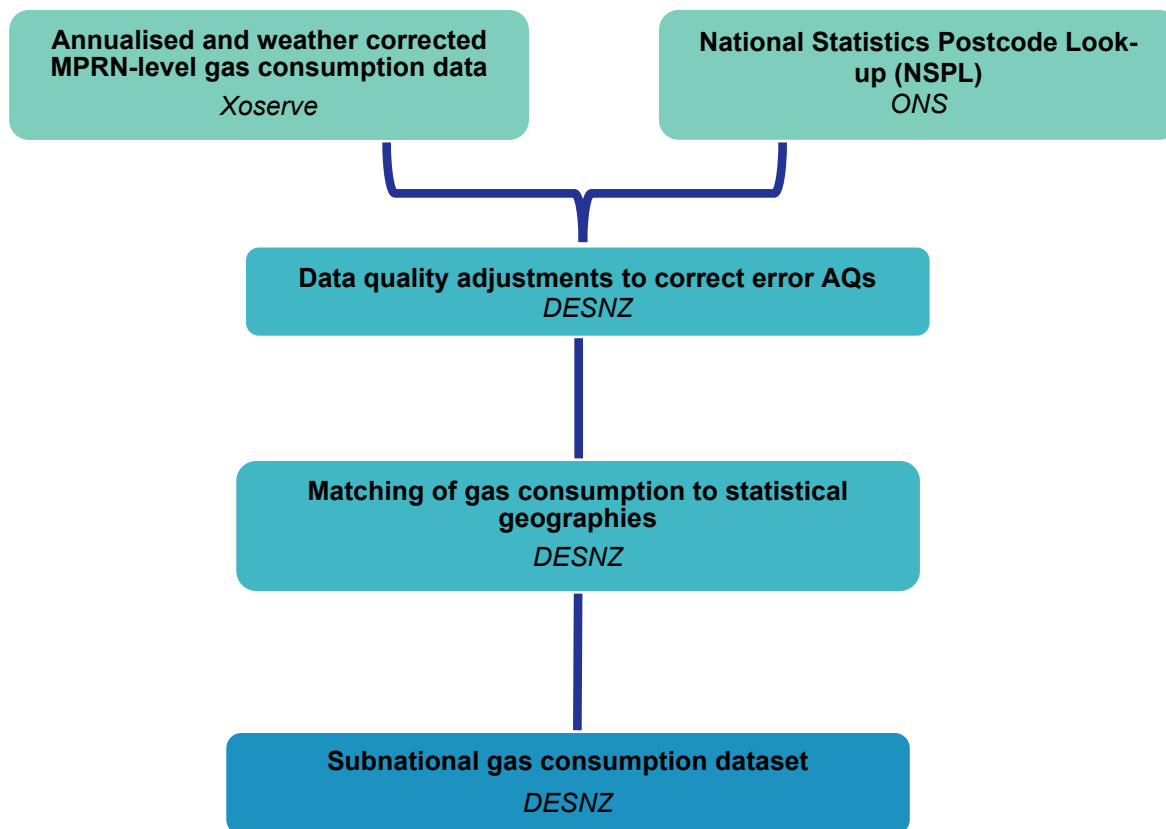 Annualised and weather corrected
MPRN-level gas consumption data
Xoserve
National Statistics Postcode Look-
up (NSPL)
ONS
Data quality adjustments to correct error AQs
DESNZ
Matching of gas consumption to statistical
geographies
DESNZ
Subnational gas consumption dataset
DESNZ